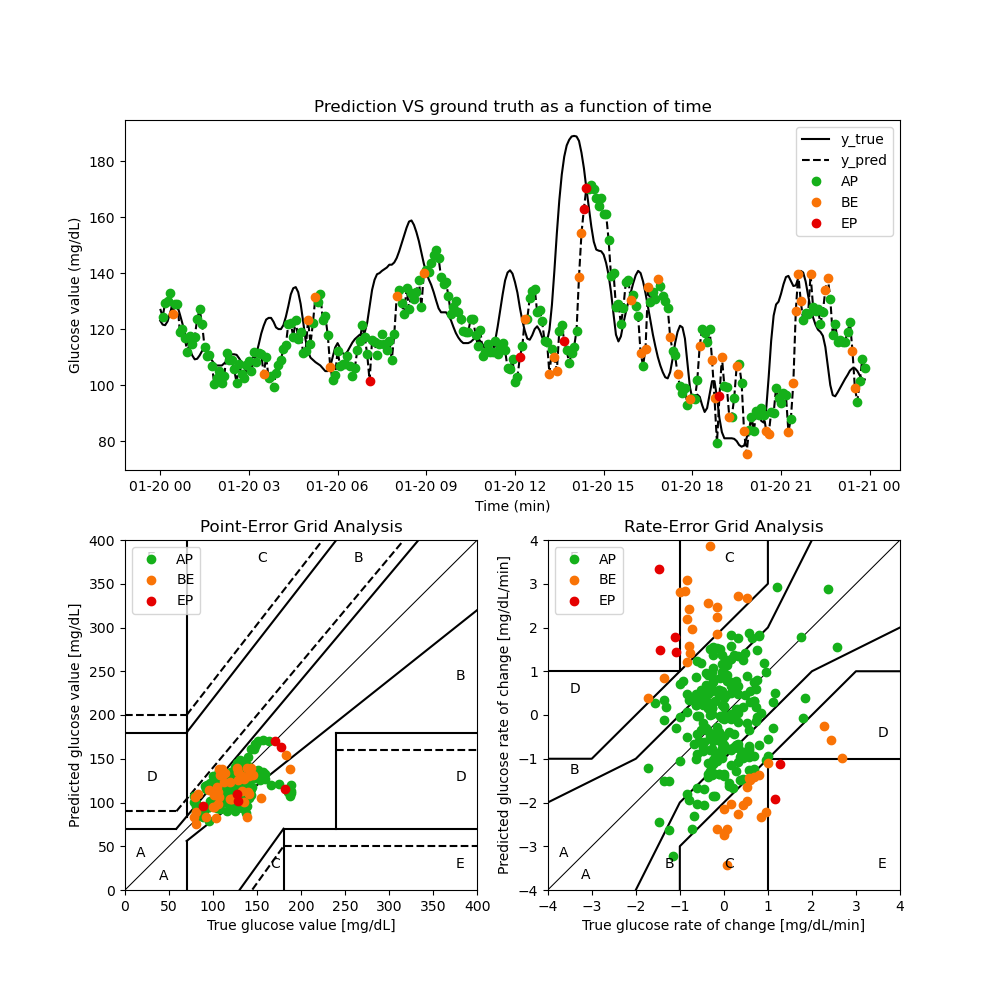 Prediction VS ground truth as a function of time
y_true
y_pred
AP
BE
EP
Glucose value (mg/dL)
180
160
140
120
100
80
01-20 00 01-20 03 01-20 06 01-20 09 01-20 12 01-20 15 01-20 18 01-20 21 01-21 00
Time (min)
Point-Error Grid Analysis
AP
BE
EP
C
B
B
D
D
A
A
C
E
Predicted glucose value [mg/dL]
400
350
300
250
200
150
100
50
0
0 50 100 150 200 250 300 350 400
True glucose value [mg/dL]
Rate-Error Grid Analysis
AP
BE
EP
C
D
D
B
A
A
B
C
E
Predicted glucose rate of change [mg/dL/min]
4
3
2
1
0
−1
−2
−3
−4
−4 −3 −2 −1 0 1 2 3 4
True glucose rate of change [mg/dL/min]